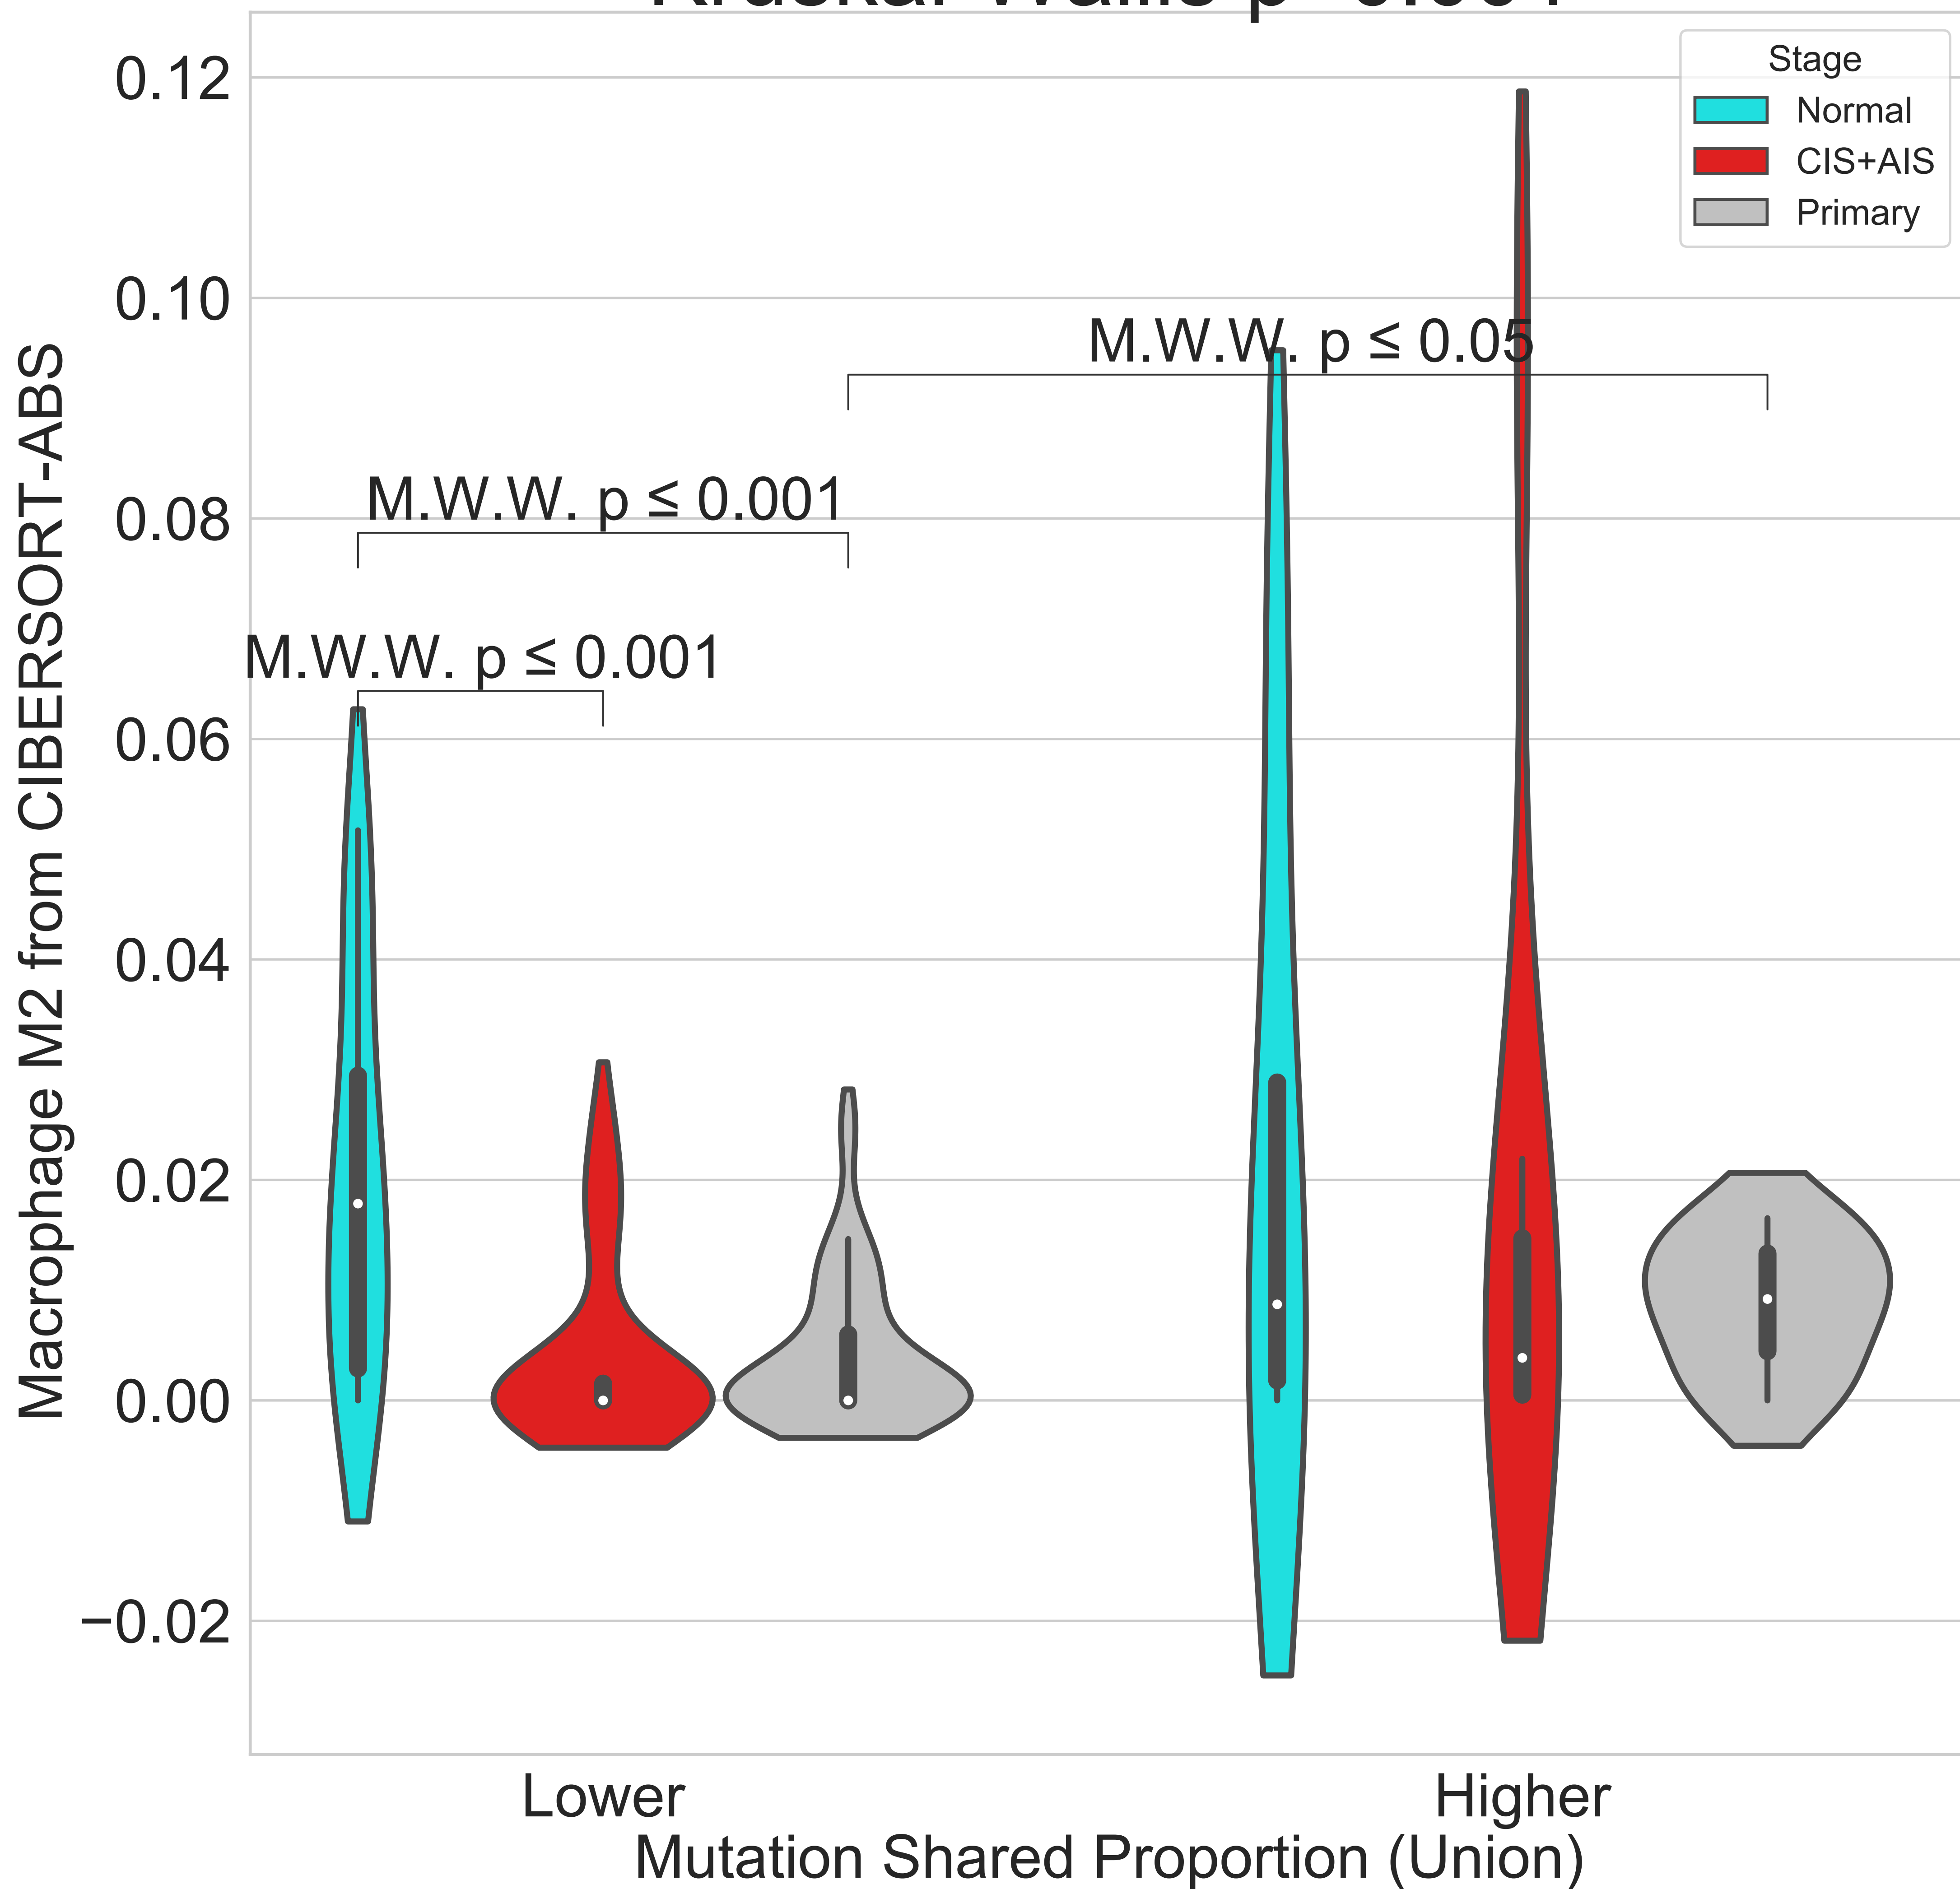 Stage
Normal
CIS+AIS
Primary
0.12
0.10
0.08
0.06
0.04
0.02
0.00
−0.02
Macrophage M2 from CIBERSORT-ABS
M.W.W. p ≤ 0.05
M.W.W. p ≤ 0.001
M.W.W. p ≤ 0.001
Lower
Higher
Mutation Shared Proportion (Union)